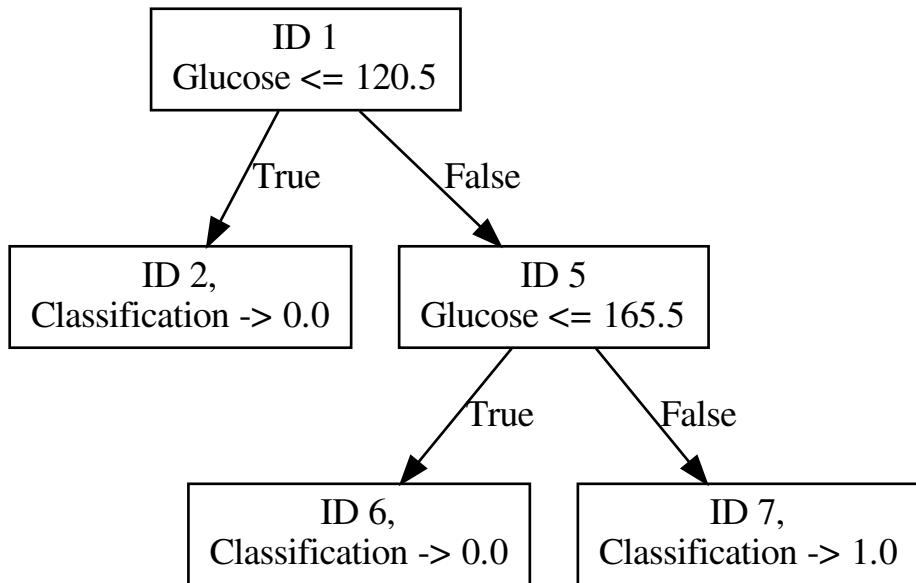 ID 1
Glucose <= 120.5
True
False
ID 2,
Classification -> 0.0
ID 5
Glucose <= 165.5
True
False
ID 6,
Classification -> 0.0
ID 7,
Classification -> 1.0